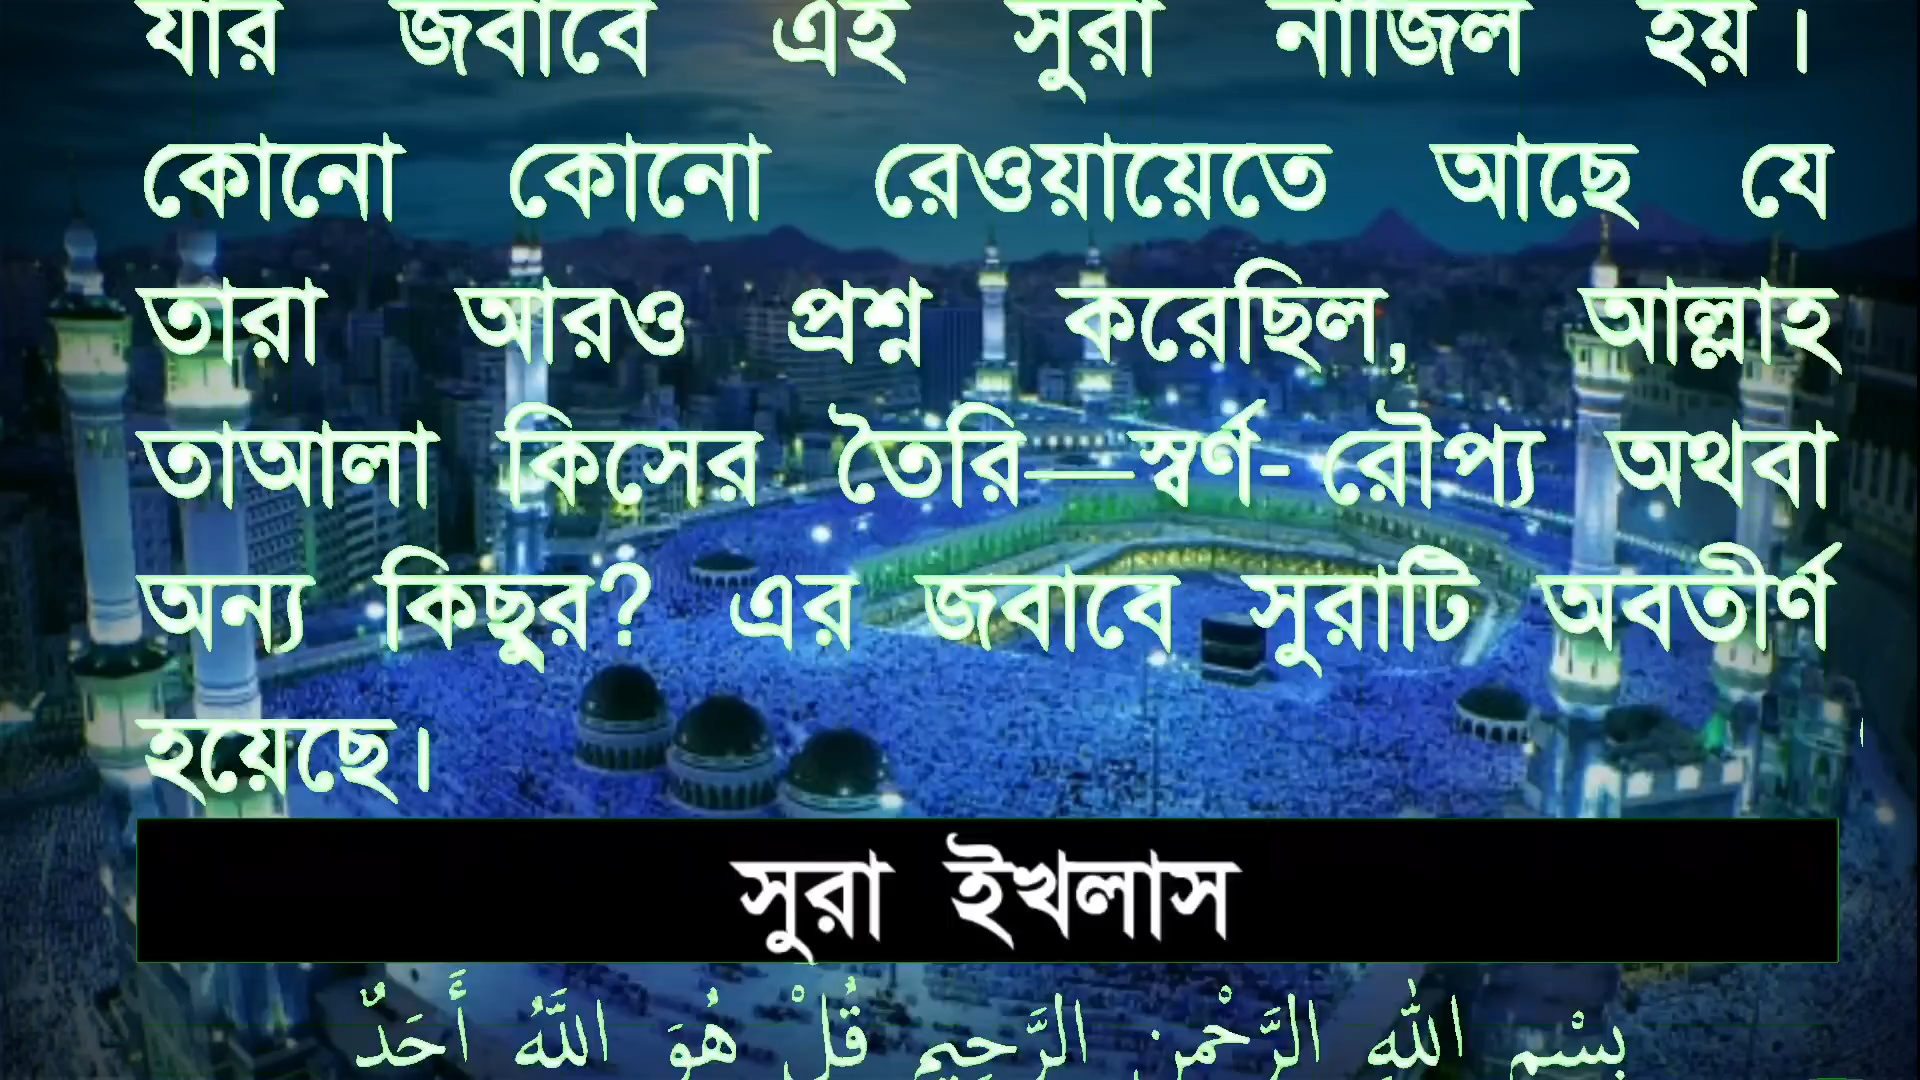 যার জবাবে এই সুরা নাজিল হয়।
কোনো কোনো রেওয়ায়েতে আছে যে
তারা আরও প্রশ্ন করেছিল, আল্লাহ
তাআলা কিসের তৈরি—স্বর্ণ-রৌপ্য অথবা
অন্য কিছুর? এর জবাবে সুরাটি অবতীর্ণ
হয়েছে।
সুরা ইখলাস
بِسْمِ اللهِ الرَّحْمنِ الرَّحِيمِ قُلْ هُوَ اللَّهُ أَحَدٌ